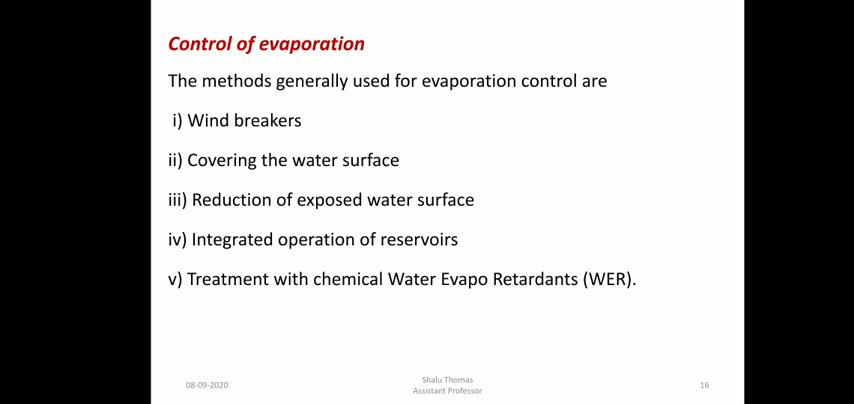 Control of evaporation
The methods generally used for evaporation control are
i) Wind breakers
ii) Covering the water surface
iii) Reduction of exposed water surface
iv) Integrated operation of reservoirs
v) Treatment with chemical Water Evapo Retardants (WER).
08-09-2020
Shalu Thomas
Assistant Professor
16